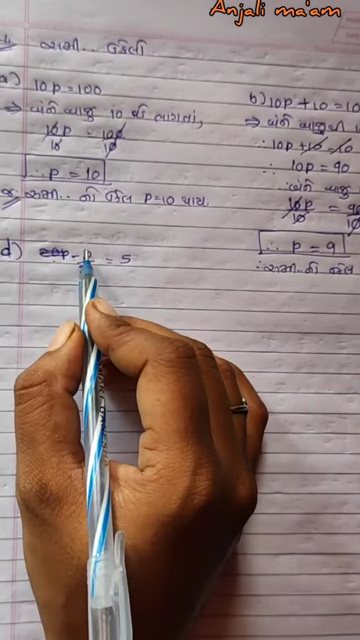 Anjali ma'am
સમી... ઉકેલો
a) 10p = 100
b) 10p + 10 = 10
⇒ બંને બાજુ 10 વડે ભાગતાં,
⇒ બંને બાજુ
10p / 10 = 100 / 10
∴ 10p + 10 - 10
∴ 10p = 90
∴ p = 10
∴ બંને બાજુ
સમી... નો ઉકેલ p = 10 થાય
10p / 10 = 90 / 10
∴ p = 9
∴ સમી.. નો ઉકેલ
d) -p = 5